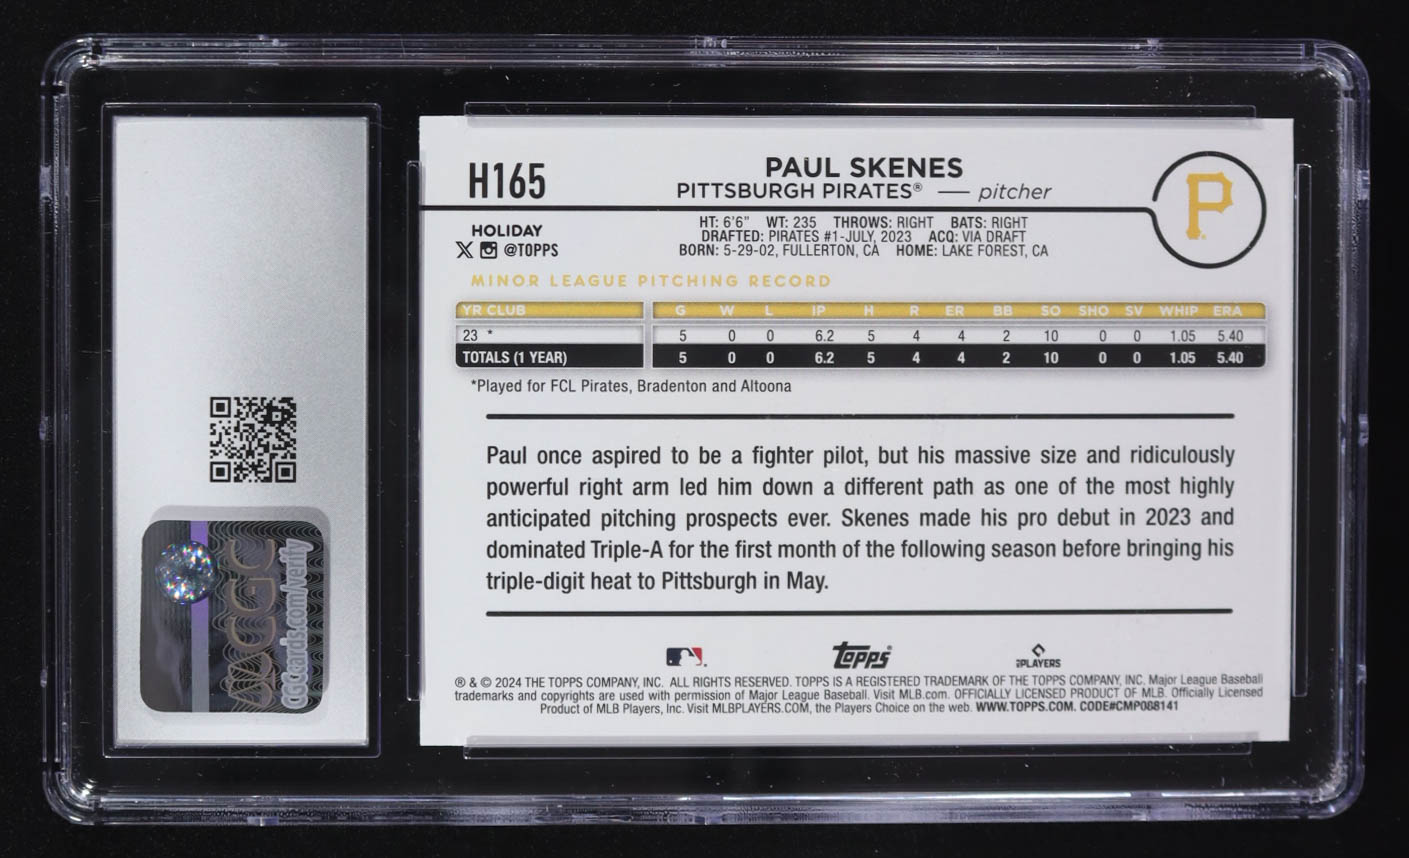 H165
PAUL SKENES
PITTSBURGH PIRATES® — pitcher
P
HOLIDAY
X @TOPPS
HT: 6'6" WT: 235 THROWS: RIGHT BATS: RIGHT
DRAFTED: PIRATES #1-JULY, 2023 ACQ: VIA DRAFT
BORN: 5-29-02, FULLERTON, CA HOME: LAKE FOREST, CA
MINOR LEAGUE PITCHING RECORD
YR CLUB G W L IP H R ER BB SO SHO SV WHIP ERA
23 * 5 0 0 6.2 5 4 4 2 10 0 0 1.05 5.40
TOTALS (1 YEAR) 5 0 0 6.2 5 4 4 2 10 0 0 1.05 5.40
*Played for FCL Pirates, Bradenton and Altoona
Paul once aspired to be a fighter pilot, but his massive size and ridiculously
powerful right arm led him down a different path as one of the most highly
anticipated pitching prospects ever. Skenes made his pro debut in 2023 and
dominated Triple-A for the first month of the following season before bringing his
triple-digit heat to Pittsburgh in May.
TOPPS PLAYERS
® & © 2024 THE TOPPS COMPANY, INC. ALL RIGHTS RESERVED. TOPPS IS A REGISTERED TRADEMARK OF THE TOPPS COMPANY, INC. Major League Baseball
trademarks and copyrights are used with permission of Major League Baseball. Visit MLB.com. OFFICIALLY LICENSED PRODUCT OF MLB. Officially Licensed
Product of MLB Players, Inc. Visit MLBPLAYERS.COM, the Players Choice on the web. WWW.TOPPS.COM. CODE#CMP088141
CGC
CGCcards.com/verify